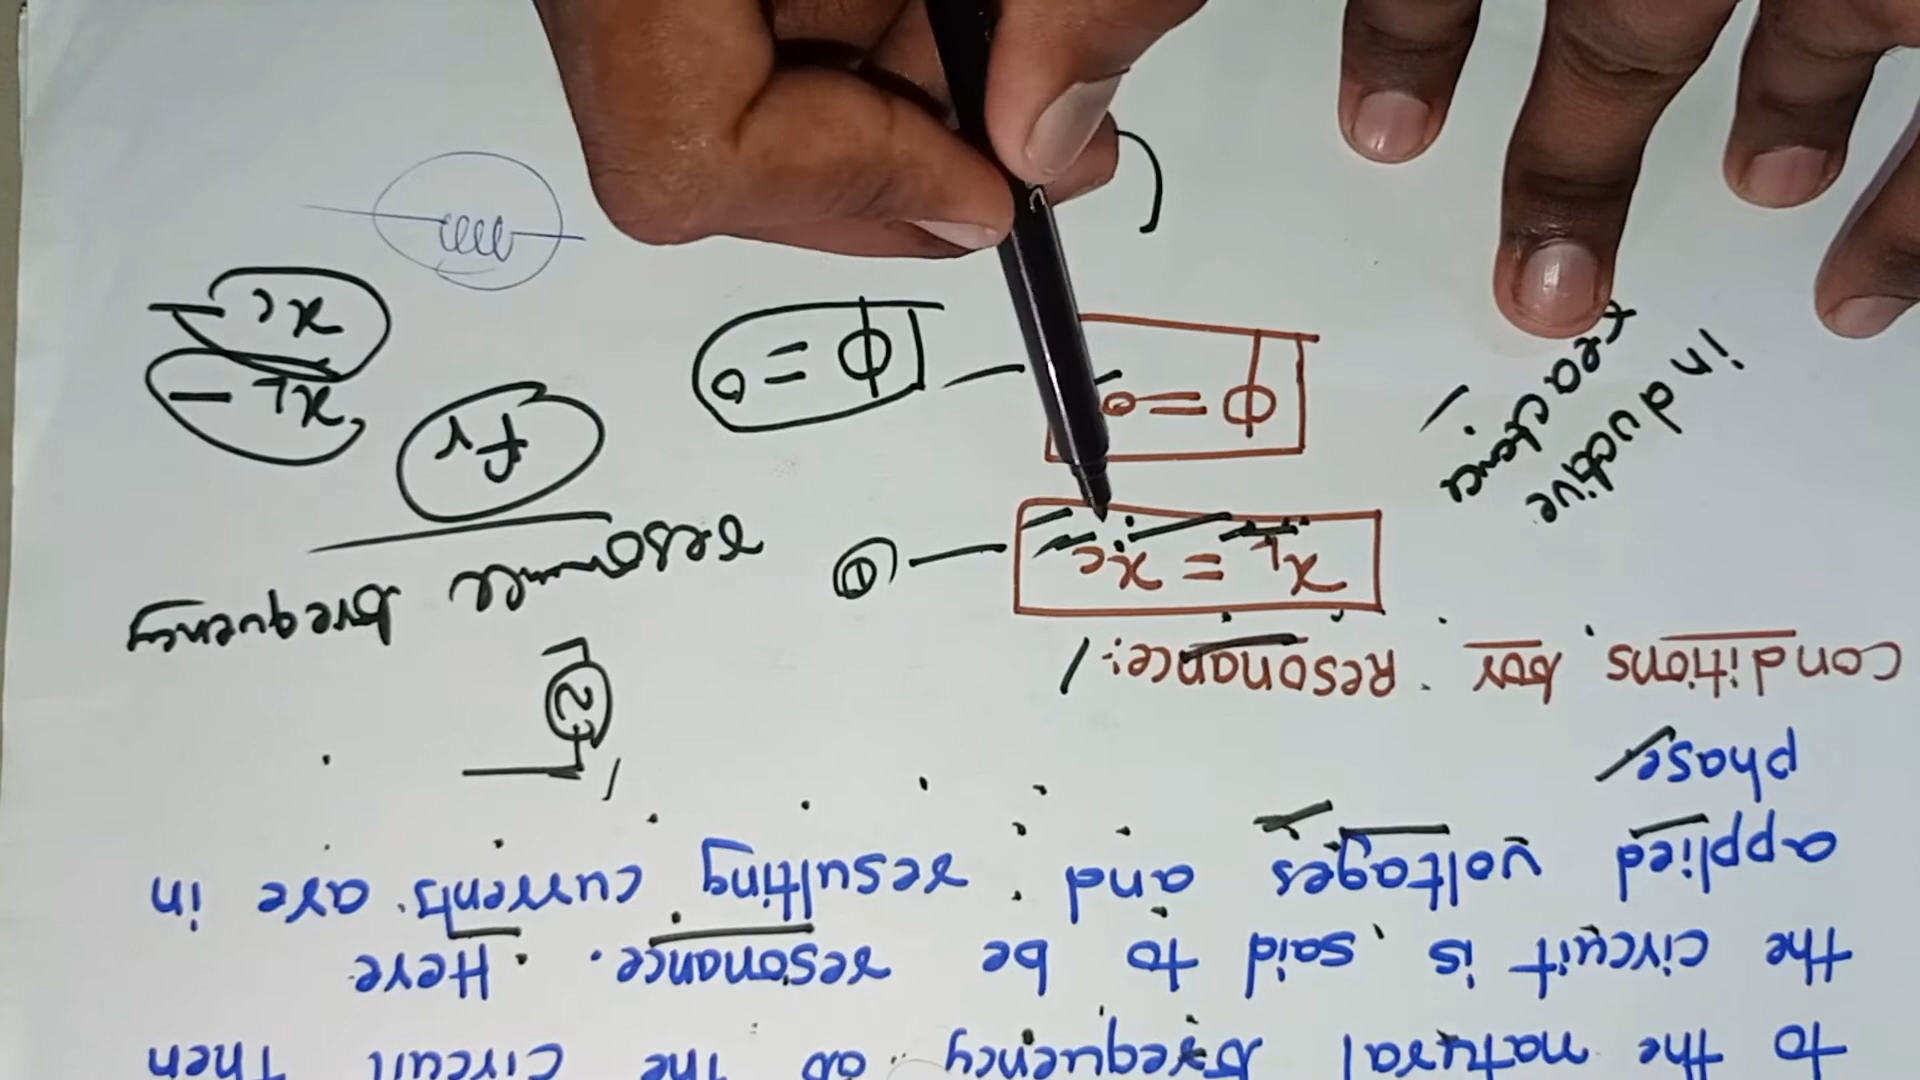 to the natural frequency of the circuit then
the circuit is said to be resonance. Here
applied voltages and resulting currents are in
phase
conditions for Resonance:-
XL = XC
①
ϕ = 0
ϕ = 0
resonance frequency
fr
XL -
XC -
inductive
reactance